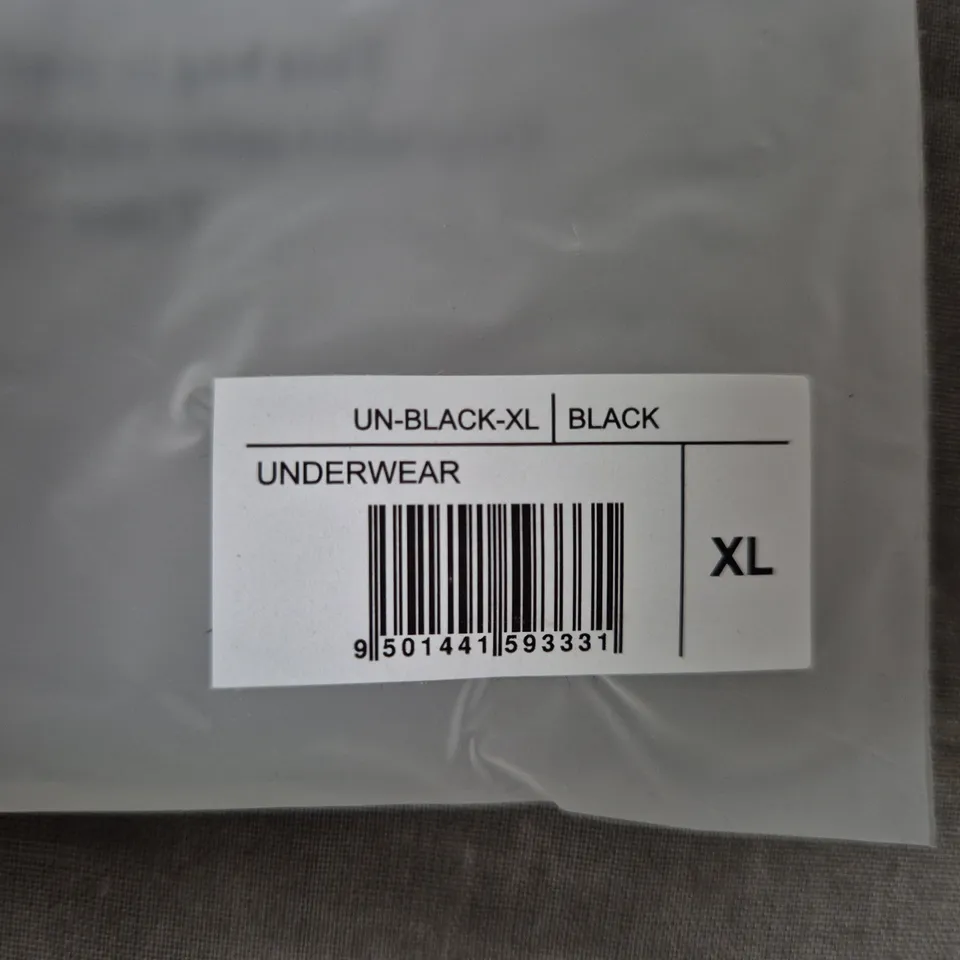 UN-BLACK-XL | BLACK
UNDERWEAR
XL
9 501441 593331